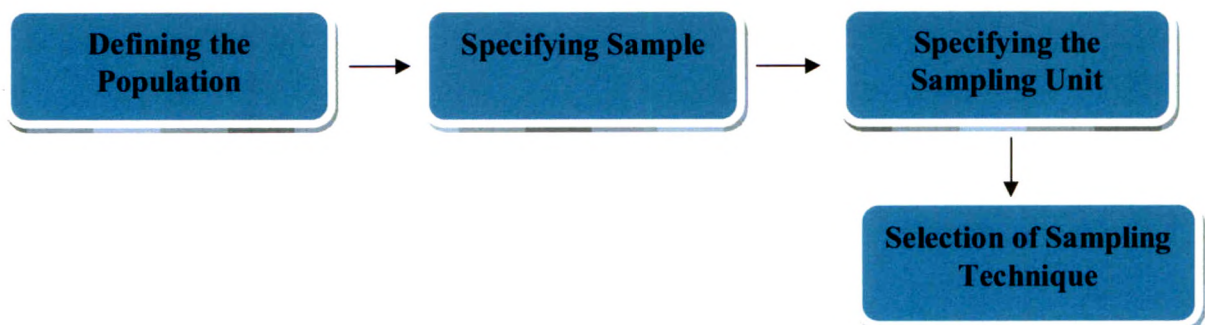 Defining the
Population
Specifying Sample
Specifying the
Sampling Unit
Selection of Sampling
Technique